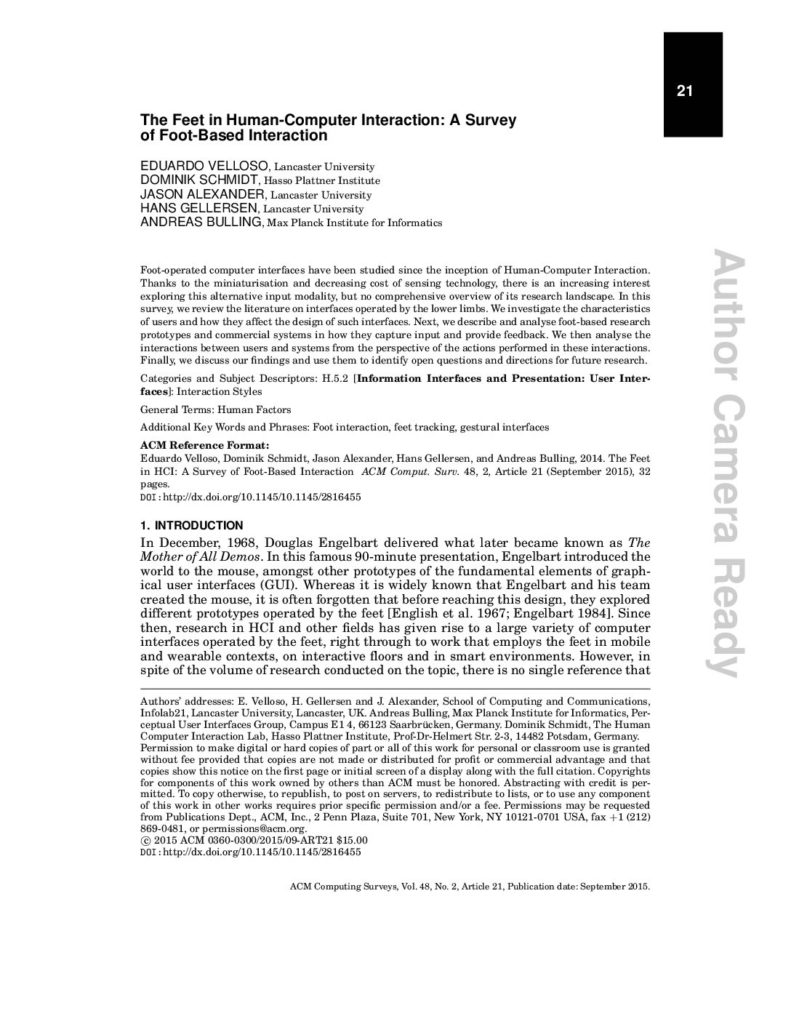 21
The Feet in Human-Computer Interaction: A Survey
of Foot-Based Interaction
EDUARDO VELLOSO, Lancaster University
DOMINIK SCHMIDT, Hasso Plattner Institute
JASON ALEXANDER, Lancaster University
HANS GELLERSEN, Lancaster University
ANDREAS BULLING, Max Planck Institute for Informatics
Foot-operated computer interfaces have been studied since the inception of Human-Computer Interaction.
Thanks to the miniaturisation and decreasing cost of sensing technology, there is an increasing interest
exploring this alternative input modality, but no comprehensive overview of its research landscape. In this
survey, we review the literature on interfaces operated by the lower limbs. We investigate the characteristics
of users and how they affect the design of such interfaces. Next, we describe and analyse foot-based research
prototypes and commercial systems in how they capture input and provide feedback. We then analyse the
interactions between users and systems from the perspective of the actions performed in these interactions.
Finally, we discuss our findings and use them to identify open questions and directions for future research.
Categories and Subject Descriptors: H.5.2 [Information Interfaces and Presentation: User Inter-
faces]: Interaction Styles
General Terms: Human Factors
Additional Key Words and Phrases: Foot interaction, feet tracking, gestural interfaces
ACM Reference Format:
Eduardo Velloso, Dominik Schmidt, Jason Alexander, Hans Gellersen, and Andreas Bulling, 2014. The Feet
in HCI: A Survey of Foot-Based Interaction ACM Comput. Surv. 48, 2, Article 21 (September 2015), 32
pages.
DOI:http://dx.doi.org/10.1145/10.1145/2816455
1. INTRODUCTION
In December, 1968, Douglas Engelbart delivered what later became known as The
Mother of All Demos. In this famous 90-minute presentation, Engelbart introduced the
world to the mouse, amongst other prototypes of the fundamental elements of graph-
ical user interfaces (GUI). Whereas it is widely known that Engelbart and his team
created the mouse, it is often forgotten that before reaching this design, they explored
different prototypes operated by the feet [English et al. 1967; Engelbart 1984]. Since
then, research in HCI and other fields has given rise to a large variety of computer
interfaces operated by the feet, right through to work that employs the feet in mobile
and wearable contexts, on interactive floors and in smart environments. However, in
spite of the volume of research conducted on the topic, there is no single reference that
Authors' addresses: E. Velloso, H. Gellersen and J. Alexander, School of Computing and Communications,
Infolab21, Lancaster University, Lancaster, UK. Andreas Bulling, Max Planck Institute for Informatics, Per-
ceptual User Interfaces Group, Campus E1 4, 66123 Saarbrücken, Germany. Dominik Schmidt, The Human
Computer Interaction Lab, Hasso Plattner Institute, Prof-Dr-Helmert Str. 2-3, 14482 Potsdam, Germany.
Permission to make digital or hard copies of part or all of this work for personal or classroom use is granted
without fee provided that copies are not made or distributed for profit or commercial advantage and that
copies show this notice on the first page or initial screen of a display along with the full citation. Copyrights
for components of this work owned by others than ACM must be honored. Abstracting with credit is per-
mitted. To copy otherwise, to republish, to post on servers, to redistribute to lists, or to use any component
of this work in other works requires prior specific permission and/or a fee. Permissions may be requested
from Publications Dept., ACM, Inc., 2 Penn Plaza, Suite 701, New York, NY 10121-0701 USA, fax +1 (212)
869-0481, or permissions@acm.org.
© 2015 ACM 0360-0300/2015/09-ART21 $15.00
DOI:http://dx.doi.org/10.1145/10.1145/2816455
ACM Computing Surveys, Vol. 48, No. 2, Article 21, Publication date: September 2015.
Author Camera Ready